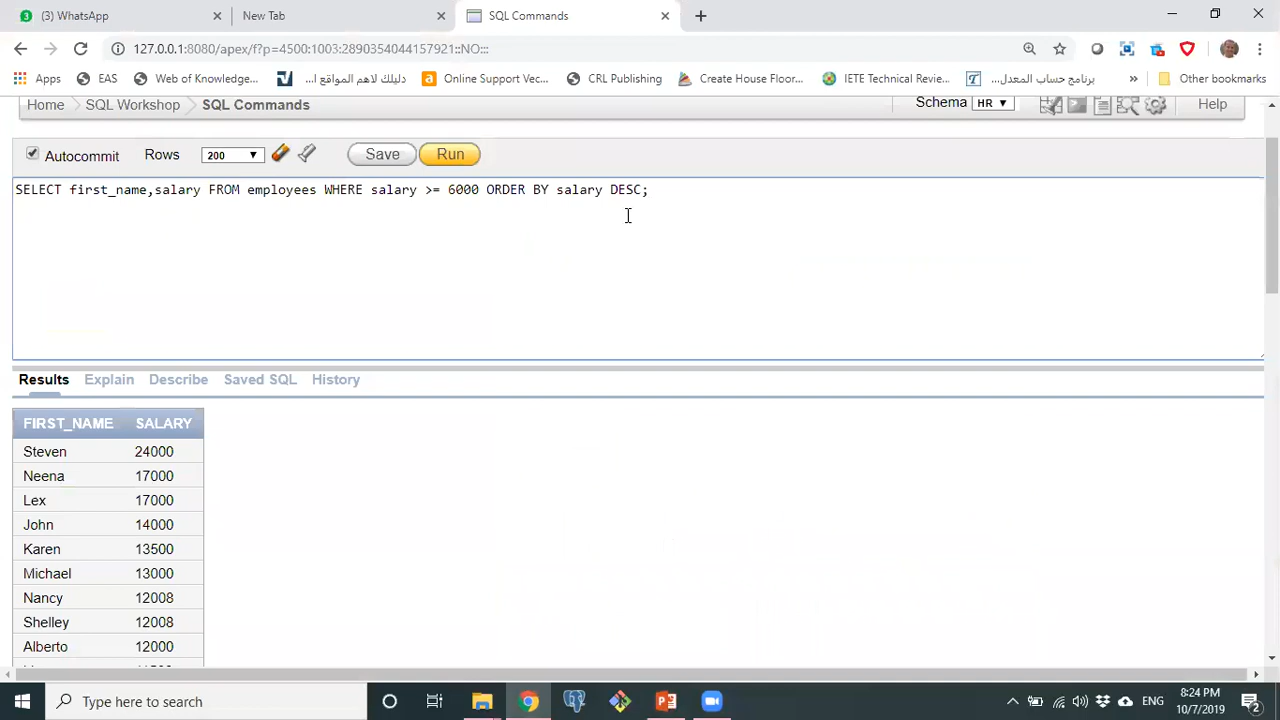 (3) WhatsApp
New Tab
SQL Commands
127.0.0.1:8080/apex/f?p=4500:1003:2890354044157921::NO:::
Apps EAS Web of Knowledge... دليلك لاهم المواقع ا... Online Support Vec... CRL Publishing Create House Floor... IETE Technical Revie... برنامج حساب المعدل... » Other bookmarks
Home SQL Workshop SQL Commands Schema HR Help
Autocommit Rows 200 Save Run
SELECT first_name,salary FROM employees WHERE salary >= 6000 ORDER BY salary DESC;
Results Explain Describe Saved SQL History
FIRST_NAME SALARY
Steven 24000
Neena 17000
Lex 17000
John 14000
Karen 13500
Michael 13000
Nancy 12008
Shelley 12008
Alberto 12000
Type here to search
ENG
8:24 PM
10/7/2019
2